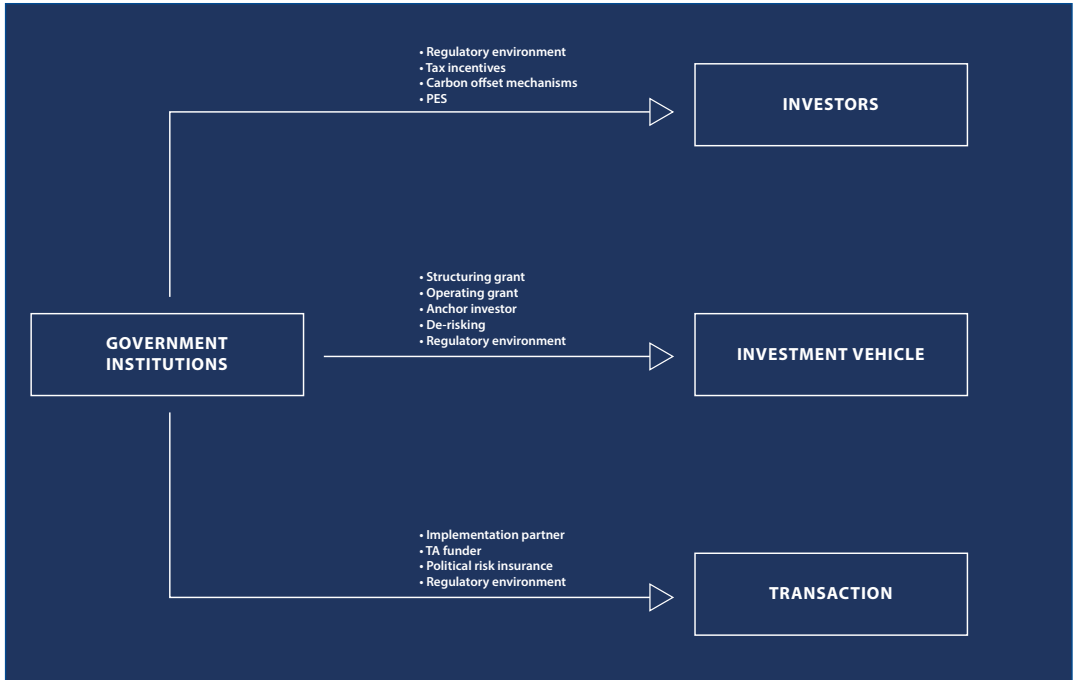 • Regulatory environment
• Tax incentives
• Carbon offset mechanisms
• PES
INVESTORS
• Structuring grant
• Operating grant
• Anchor investor
• De-risking
• Regulatory environment
GOVERNMENT
INSTITUTIONS
INVESTMENT VEHICLE
• Implementation partner
• TA funder
• Political risk insurance
• Regulatory environment
TRANSACTION